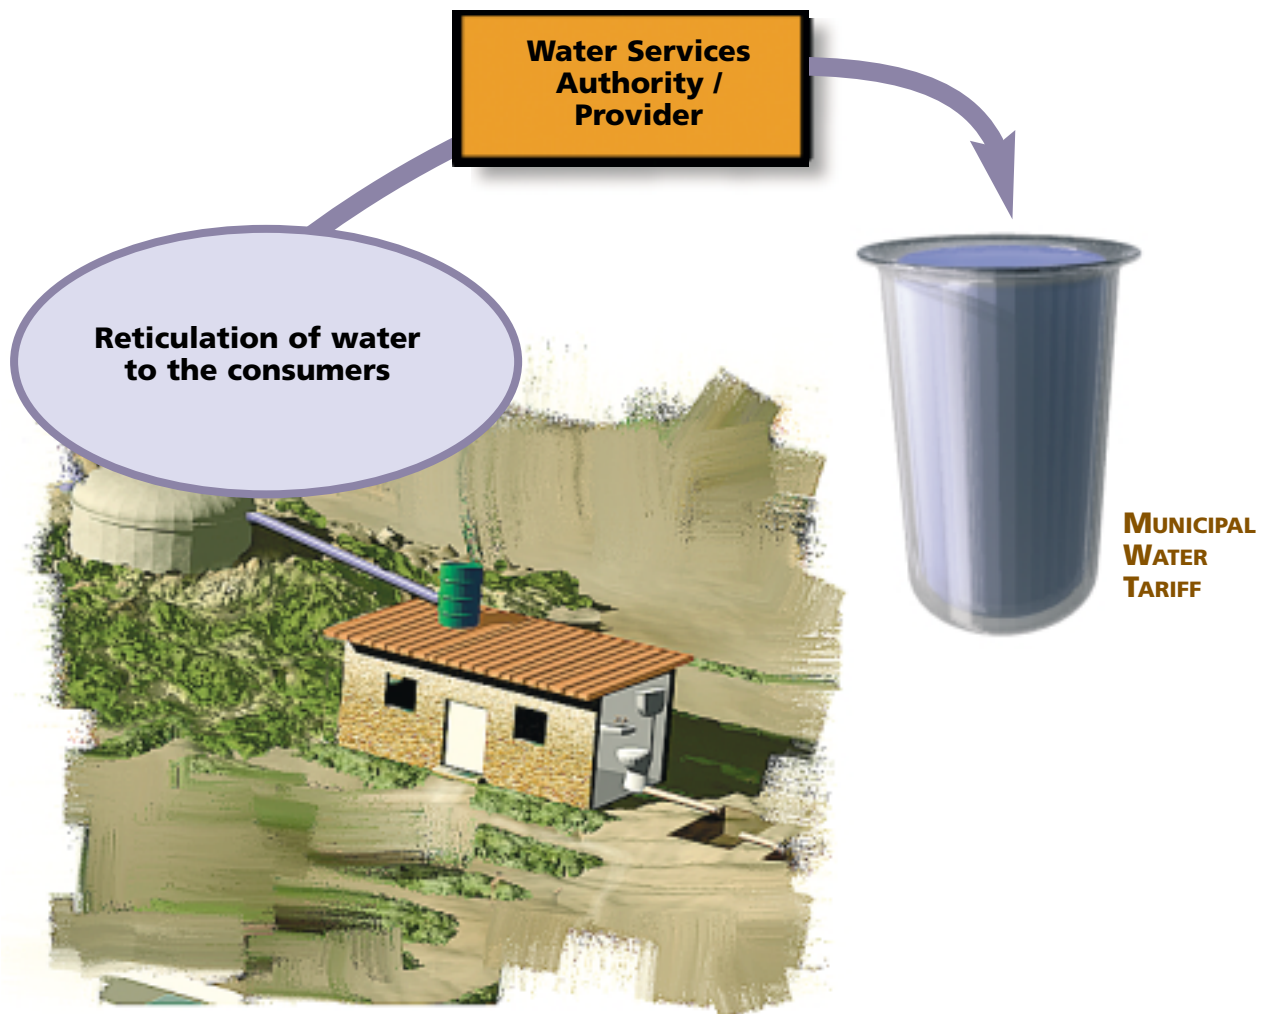 Water Services
Authority /
Provider
Reticulation of water
to the consumers
MUNICIPAL
WATER
TARIFF